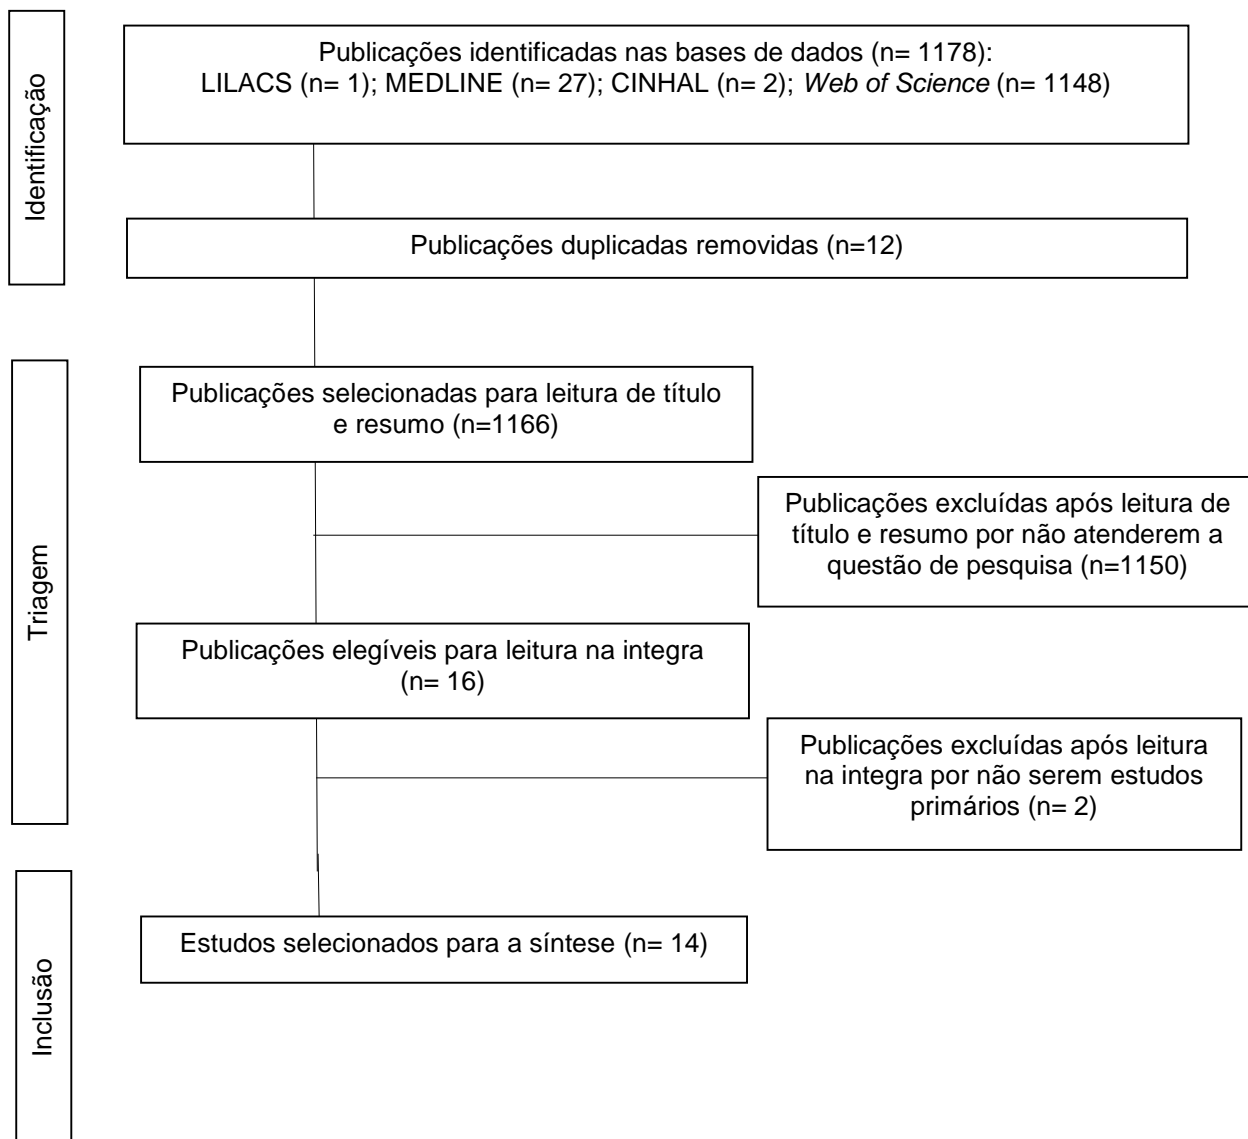 Identificação
Publicações identificadas nas bases de dados (n= 1178):
LILACS (n= 1); MEDLINE (n= 27); CINHAL (n= 2); Web of Science (n= 1148)
Publicações duplicadas removidas (n=12)
Triagem
Publicações selecionadas para leitura de título
e resumo (n=1166)
Publicações excluídas após leitura de
título e resumo por não atenderem a
questão de pesquisa (n=1150)
Publicações elegíveis para leitura na integra
(n= 16)
Publicações excluídas após leitura
na integra por não serem estudos
primários (n= 2)
Inclusão
Estudos selecionados para a síntese (n= 14)